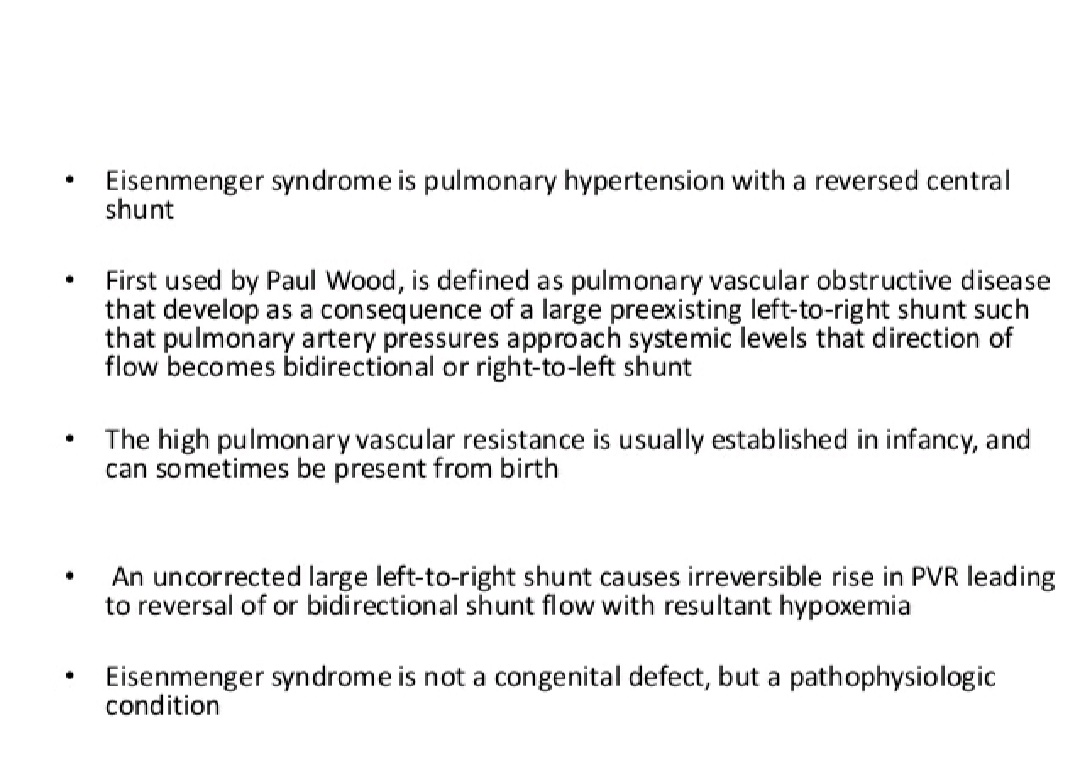 • Eisenmenger syndrome is pulmonary hypertension with a reversed central
shunt
• First used by Paul Wood, is defined as pulmonary vascular obstructive disease
that develop as a consequence of a large preexisting left-to-right shunt such
that pulmonary artery pressures approach systemic levels that direction of
flow becomes bidirectional or right-to-left shunt
• The high pulmonary vascular resistance is usually established in infancy, and
can sometimes be present from birth
• An uncorrected large left-to-right shunt causes irreversible rise in PVR leading
to reversal of or bidirectional shunt flow with resultant hypoxemia
• Eisenmenger syndrome is not a congenital defect, but a pathophysiologic
condition